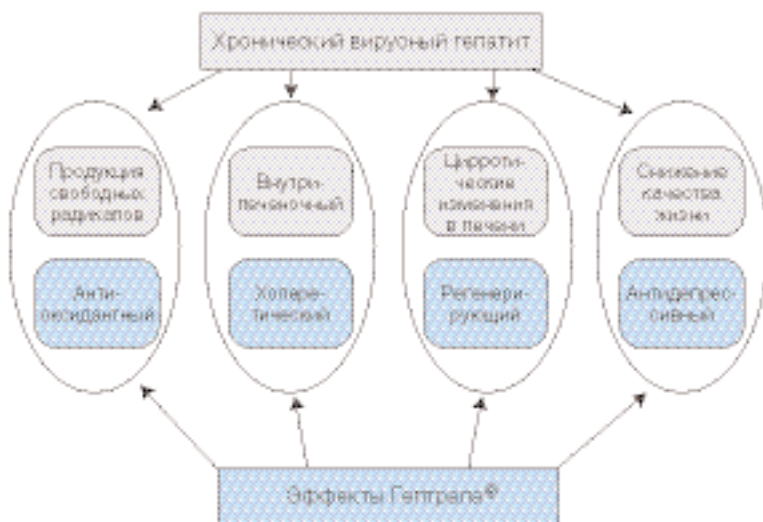 Хронический вирусный гепатит
Продукция
свободных
радикалов
Внутри-
печеночный
Цирроти-
ческие
изменения
в печени
Снижение
качества
жизни
Анти-
оксидантный
Холере-
тический
Регенери-
рующий
Антидепрес-
сивный
Эффекты Гептрала®